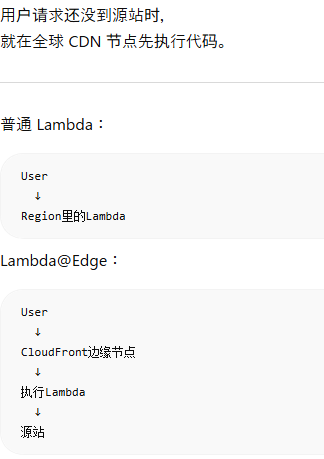 用户请求还没到源站时，
就在全球 CDN 节点先执行代码。
普通 Lambda：
User
↓
Region里的Lambda
Lambda@Edge：
User
↓
CloudFront边缘节点
↓
执行Lambda
↓
源站